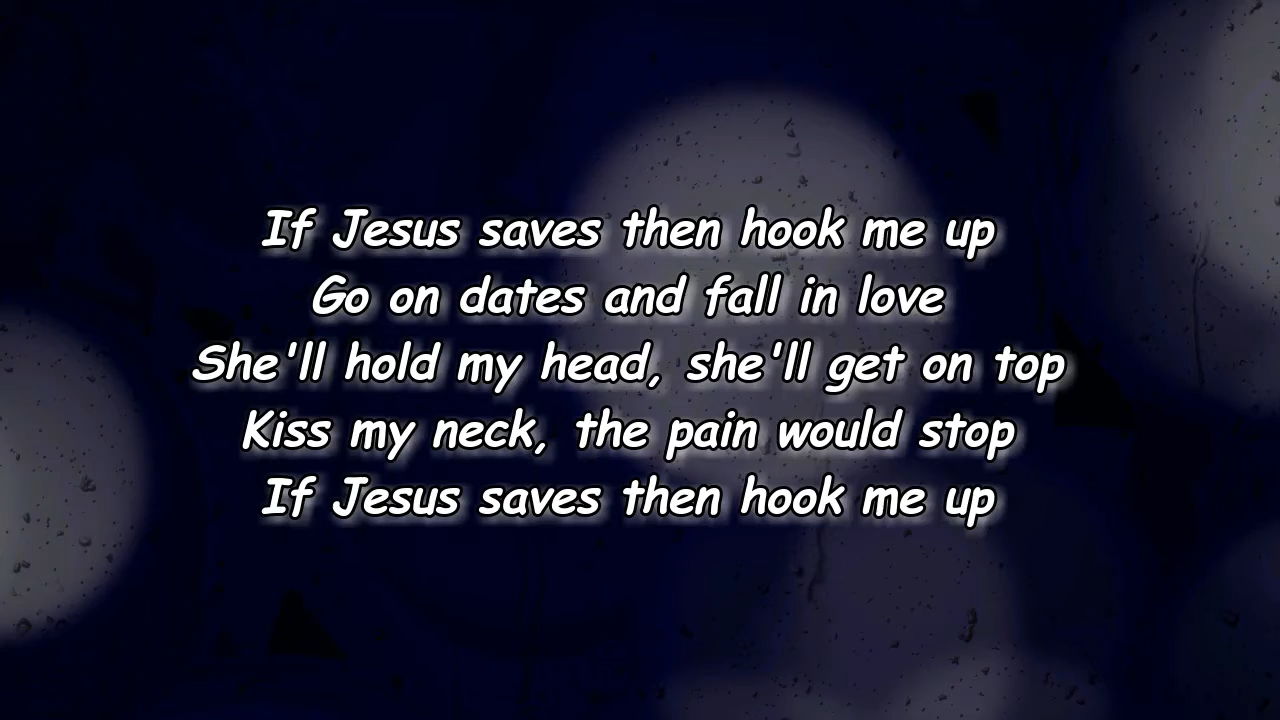 If Jesus saves then hook me up
Go on dates and fall in love
She'll hold my head, she'll get on top
Kiss my neck, the pain would stop
If Jesus saves then hook me up